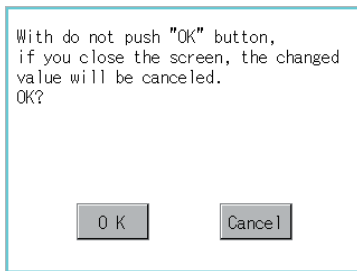 With do not push "OK" button,
if you close the screen, the changed
value will be canceled.
OK?
O K
Cancel